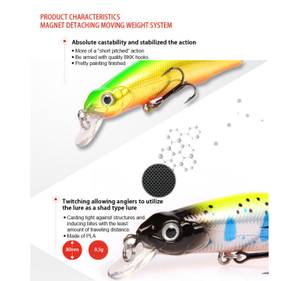 PRODUCT CHARACTERISTICS
MAGNET DETACHING MOVING WEIGHT SYSTEM
Absolute castability and stabilized the action
• More of a "short pitched" action
• Be armed with quality BKK hooks
• Pretty painting finished
Twitching allowing anglers to utilize
the lure as a shad type lure
• Casting tight against structures and
inducing bites with the least
amount of traveling distance.
• Made of PLA
80mm
8.5g